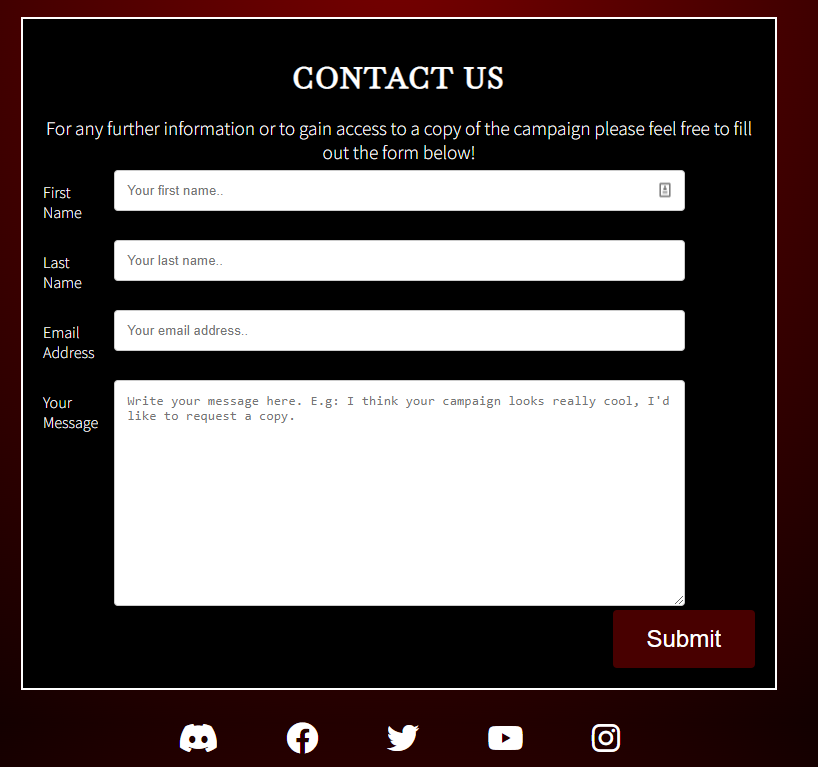 CONTACT US
For any further information or to gain access to a copy of the campaign please feel free to fill
out the form below!
First
Name
Your first name..
Last
Name
Your last name..
Email
Address
Your email address..
Your
Message
Write your message here. E.g: I think your campaign looks really cool, I'd
like to request a copy.
Submit